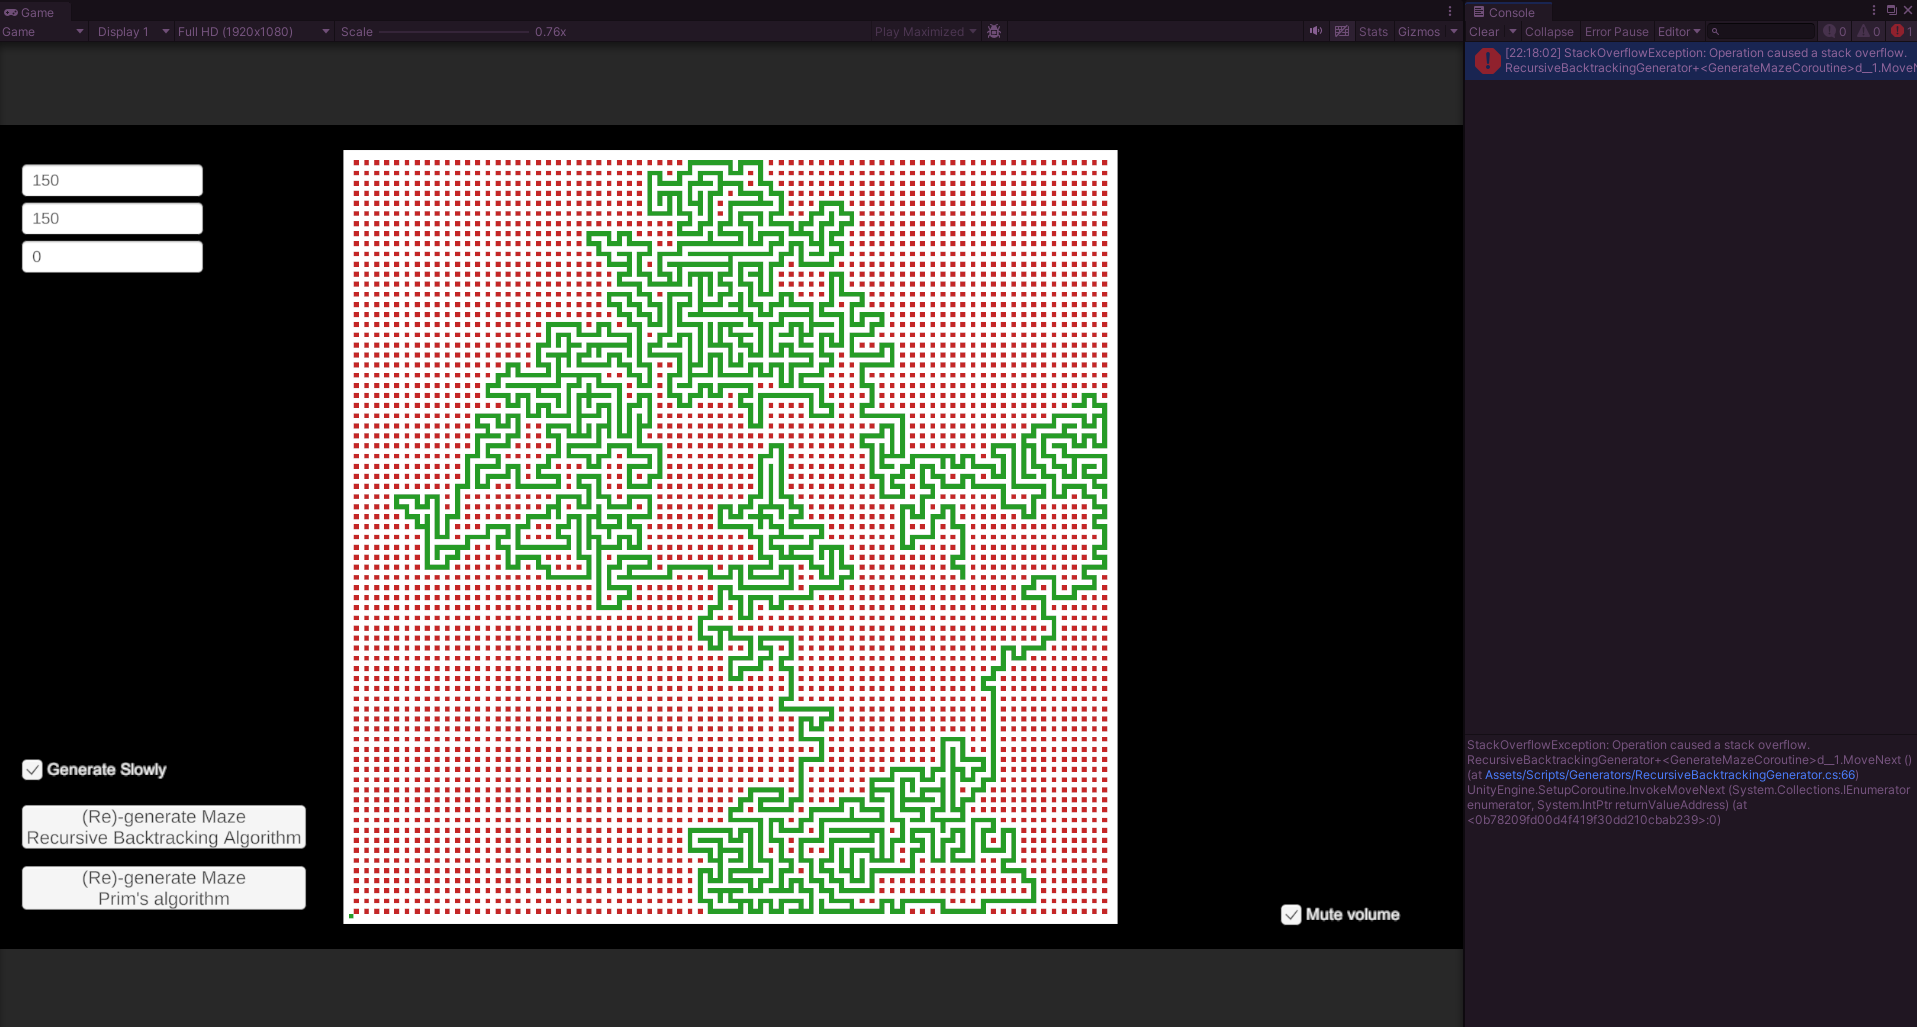 Game
Game Display 1 Full HD (1920x1080) Scale 0.76x Play Maximized Stats Gizmos
150
150
0
Generate Slowly
(Re)-generate Maze
Recursive Backtracking Algorithm
(Re)-generate Maze
Prim's algorithm
Mute volume
Console
Clear Collapse Error Pause Editor 0 0 1
[22:18:02] StackOverflowException: Operation caused a stack overflow.
RecursiveBacktrackingGenerator+<GenerateMazeCoroutine>d__1.MoveN
StackOverflowException: Operation caused a stack overflow.
RecursiveBacktrackingGenerator+<GenerateMazeCoroutine>d__1.MoveNext ()
(at Assets/Scripts/Generators/RecursiveBacktrackingGenerator.cs:66)
UnityEngine.SetupCoroutine.InvokeMoveNext (System.Collections.IEnumerator
enumerator, System.IntPtr returnValueAddress) (at
<0b78209fd00d4f419f30dd210cbab239>:0)